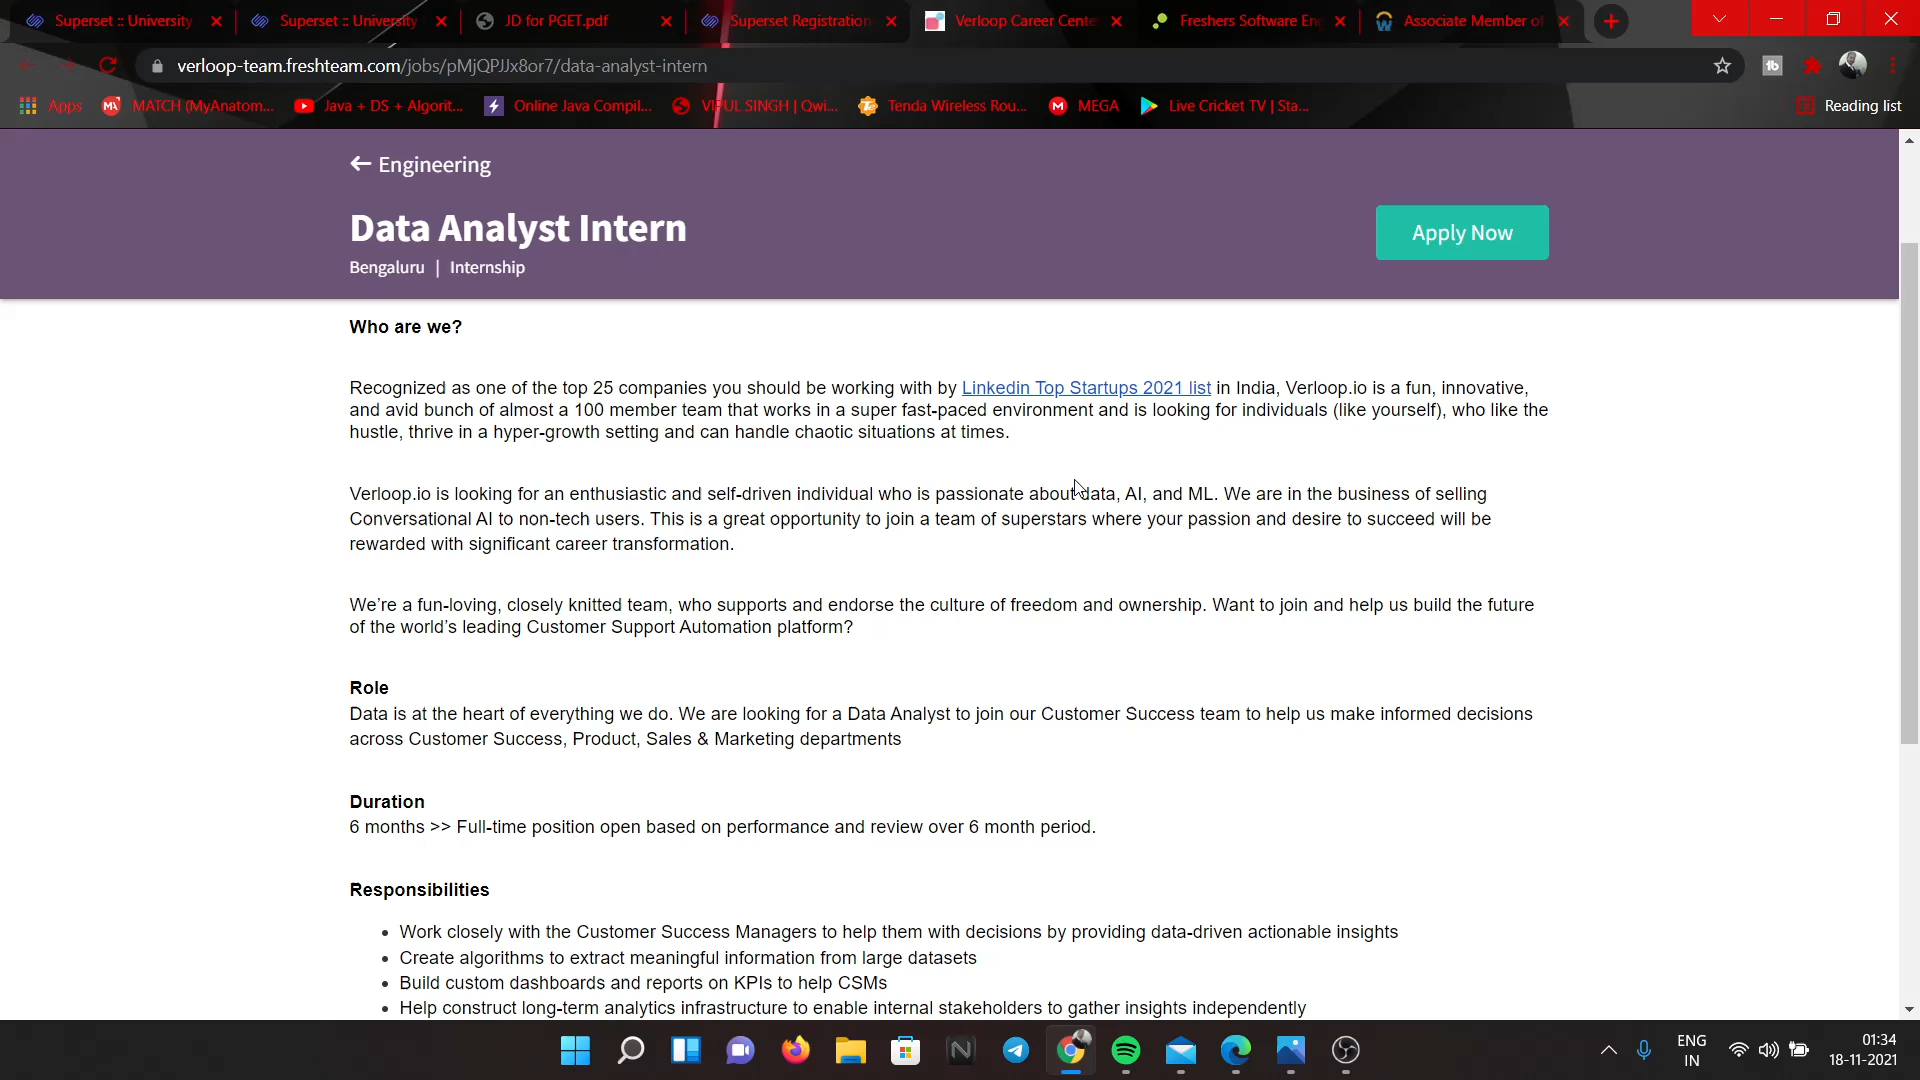 Superset :: University
Superset :: University
JD for PGET.pdf
Superset Registration
Verloop Career Cente
Freshers Software En
Associate Member of
verloop-team.freshteam.com/jobs/pMjQPJJx8or7/data-analyst-intern
Apps
MATCH (MyAnatom...
Java + DS + Algorit...
Online Java Compil...
VIPUL SINGH | Qwi...
Tenda Wireless Rou...
MEGA
Live Cricket TV | Sta...
Reading list
← Engineering
Data Analyst Intern
Bengaluru | Internship
Apply Now
Who are we?
Recognized as one of the top 25 companies you should be working with by Linkedin Top Startups 2021 list in India, Verloop.io is a fun, innovative,
and avid bunch of almost a 100 member team that works in a super fast-paced environment and is looking for individuals (like yourself), who like the
hustle, thrive in a hyper-growth setting and can handle chaotic situations at times.
Verloop.io is looking for an enthusiastic and self-driven individual who is passionate about data, AI, and ML. We are in the business of selling
Conversational AI to non-tech users. This is a great opportunity to join a team of superstars where your passion and desire to succeed will be
rewarded with significant career transformation.
We’re a fun-loving, closely knitted team, who supports and endorse the culture of freedom and ownership. Want to join and help us build the future
of the world’s leading Customer Support Automation platform?
Role
Data is at the heart of everything we do. We are looking for a Data Analyst to join our Customer Success team to help us make informed decisions
across Customer Success, Product, Sales & Marketing departments
Duration
6 months >> Full-time position open based on performance and review over 6 month period.
Responsibilities
• Work closely with the Customer Success Managers to help them with decisions by providing data-driven actionable insights
• Create algorithms to extract meaningful information from large datasets
• Build custom dashboards and reports on KPIs to help CSMs
• Help construct long-term analytics infrastructure to enable internal stakeholders to gather insights independently
ENG
IN
01:34
18-11-2021